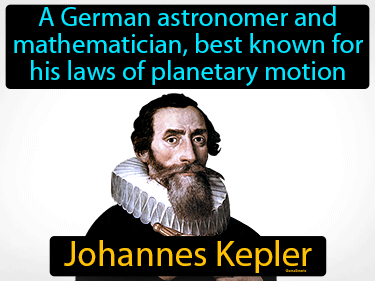 A German astronomer and
mathematician, best known for
his laws of planetary motion
Johannes Kepler